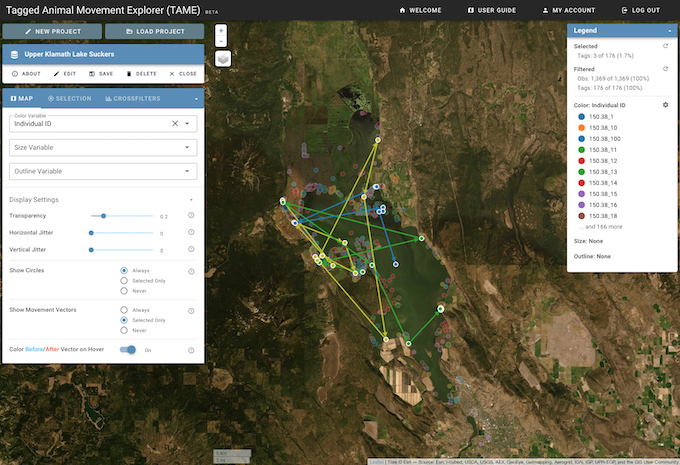 Tagged Animal Movement Explorer (TAME) BETA
WELCOME USER GUIDE MY ACCOUNT LOG OUT
NEW PROJECT LOAD PROJECT
Upper Klamath Lake Suckers
ABOUT EDIT SAVE DELETE CLOSE
MAP SELECTION CROSSFILTERS
Color Variable
Individual ID
Size Variable
Outline Variable
Display Settings
Transparency 0.2
Horizontal Jitter 0
Vertical Jitter 0
Show Circles
Always
Selected Only
Never
Show Movement Vectors
Always
Selected Only
Never
Color Before/After Vector on Hover On
+
−
Legend
Selected
Tags: 3 of 176 (1.7%)
Filtered
Obs: 1,369 of 1,369 (100%)
Tags: 176 of 176 (100%)
Color: Individual ID
150.38_1
150.38_10
150.38_100
150.38_11
150.38_12
150.38_13
150.38_14
150.38_15
150.38_16
150.38_18
... and 166 more
Size: None
Outline: None
Leaflet | Tiles © Esri — Source: Esri, i-cubed, USDA, USGS, AEX, GeoEye, Getmapping, Aerogrid, IGN, IGP, UPR-EGP, and the GIS User Community